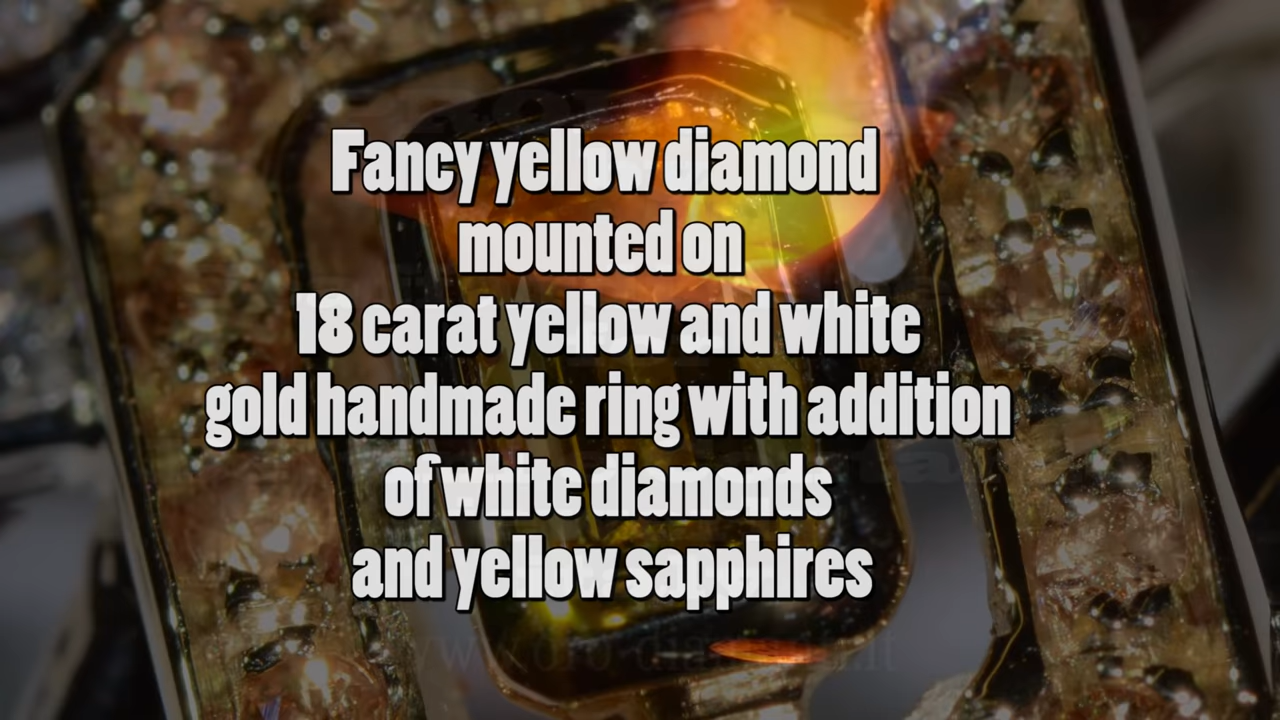 Fancy yellow diamond
mounted on
18 carat yellow and white
gold handmade ring with addition
of white diamonds
and yellow sapphires